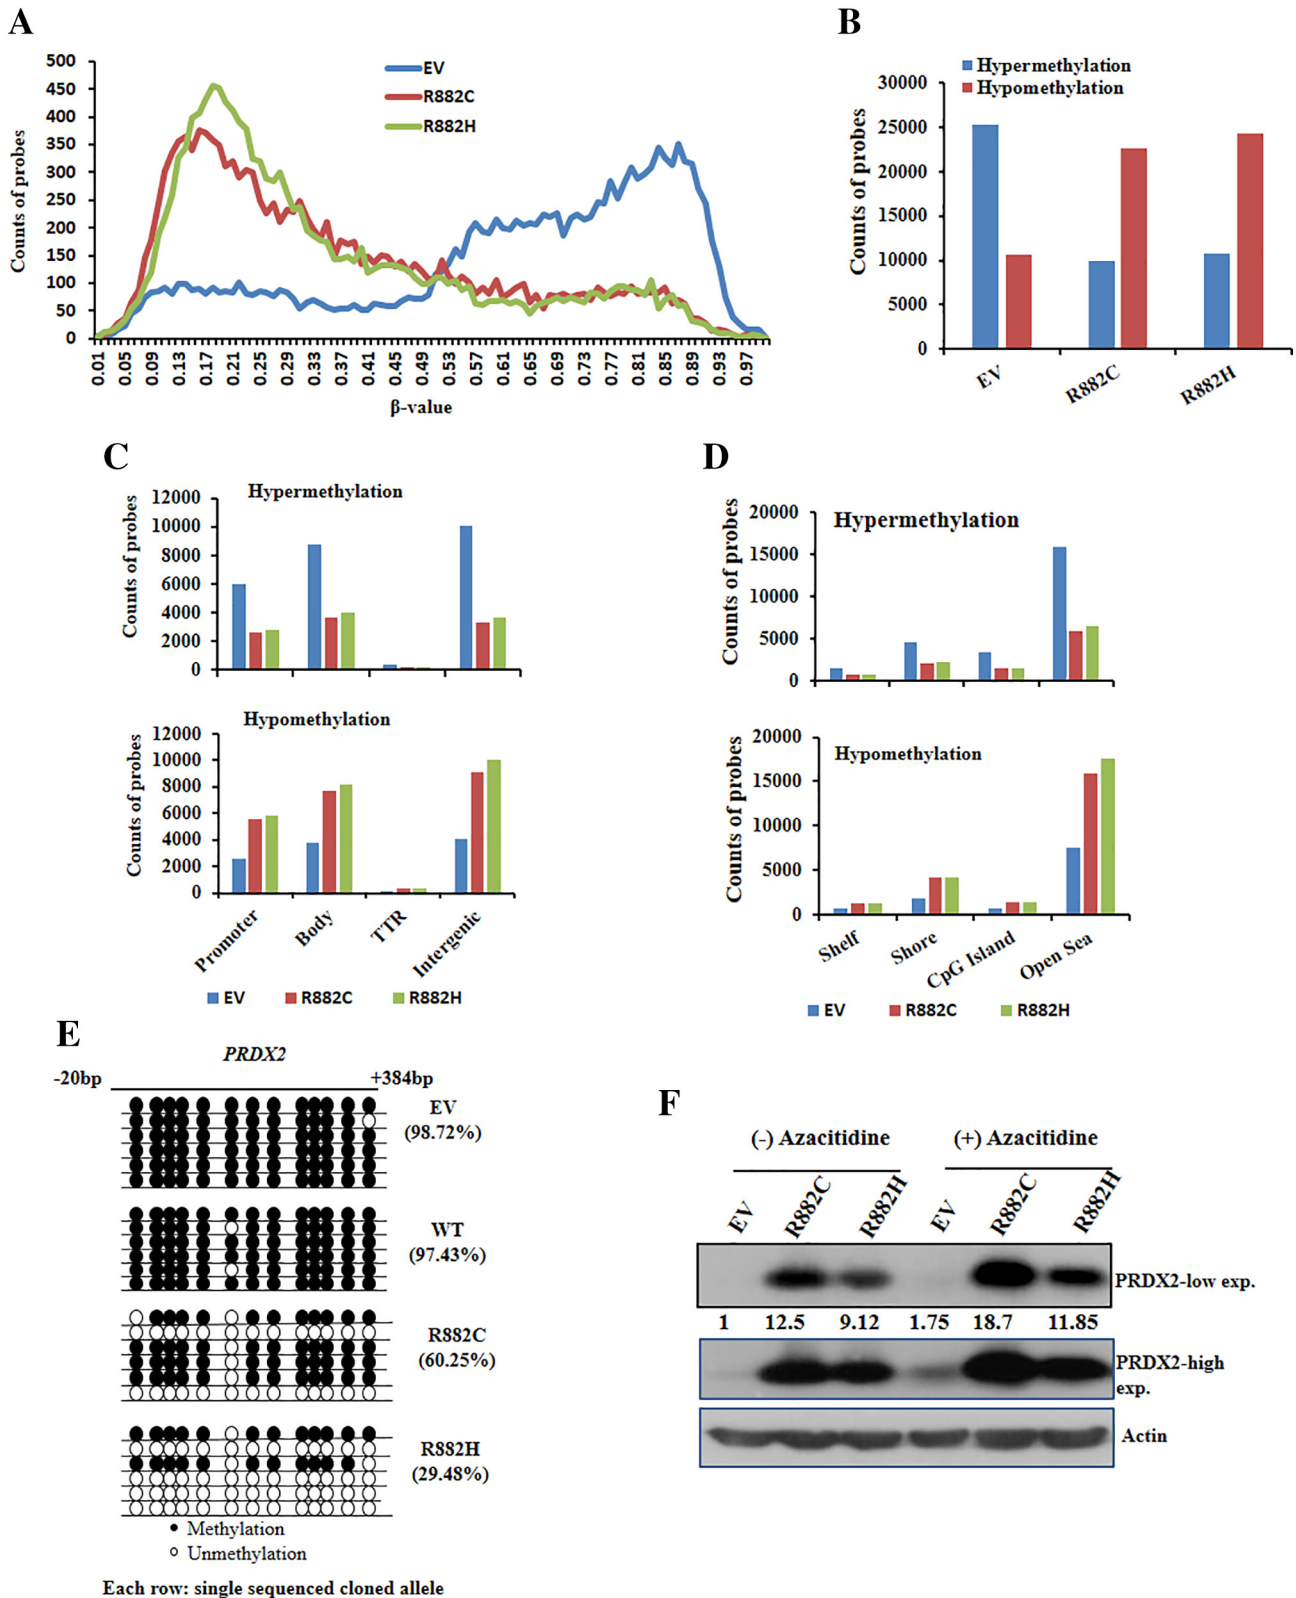 A
500
450
400
350
300
250
200
150
100
50
0
Counts of probes
EV
R882C
R882H
0.01 0.05 0.09 0.13 0.17 0.21 0.25 0.29 0.33 0.37 0.41 0.45 0.49 0.53 0.57 0.61 0.65 0.69 0.73 0.77 0.81 0.85 0.89 0.93 0.97
β-value
B
Hypermethylation
Hypomethylation
30000
25000
20000
15000
10000
5000
0
Counts of probes
EV R882C R882H
C
Hypermethylation
12000
10000
8000
6000
4000
2000
0
Counts of probes
Hypomethylation
12000
10000
8000
6000
4000
2000
0
Counts of probes
Promoter Body TTR Intergenic
EV R882C R882H
D
Hypermethylation
20000
15000
10000
5000
0
Counts of probes
Hypomethylation
20000
15000
10000
5000
0
Counts of probes
Shelf Shore CpG Island Open Sea
EV R882C R882H
E
PRDX2
-20bp +384bp
EV
(98.72%)
WT
(97.43%)
R882C
(60.25%)
R882H
(29.48%)
Methylation
Unmethylation
Each row: single sequenced cloned allele
F
(-) Azacitidine (+) Azacitidine
EV R882C R882H EV R882C R882H
PRDX2-low exp.
1 12.5 9.12 1.75 18.7 11.85
PRDX2-high
exp.
Actin